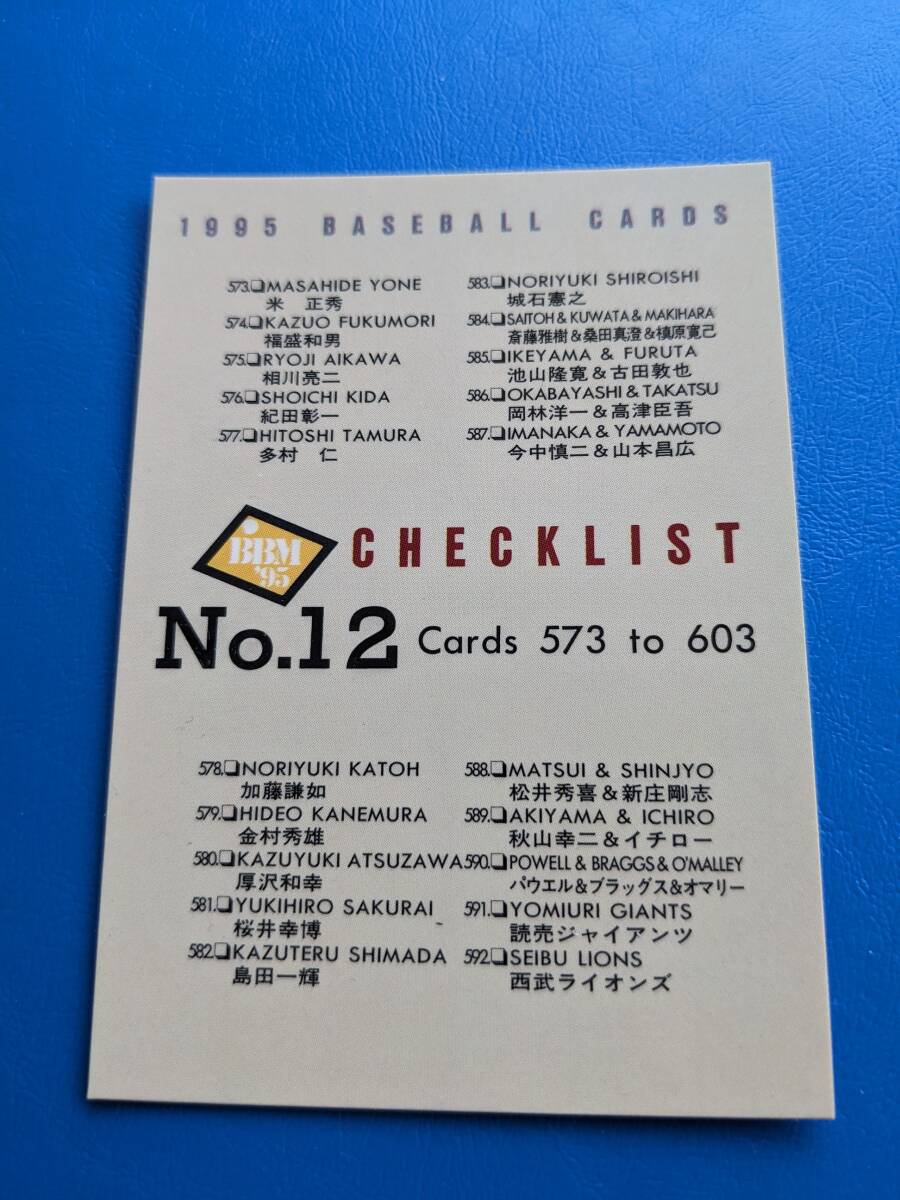 1995 BASEBALL CARDS
573.❏MASAHIDE YONE
米 正秀
574.❏KAZUO FUKUMORI
福盛和男
575.❏RYOJI AIKAWA
相川亮二
576.❏SHOICHI KIDA
紀田彰一
577.❏HITOSHI TAMURA
多村 仁
583.❏NORIYUKI SHIROISHI
城石憲之
584.❏SAITOH & KUWATA & MAKIHARA
斎藤雅樹&桑田真澄&槙原寛己
585.❏IKEYAMA & FURUTA
池山隆寛&古田敦也
586.❏OKABAYASHI & TAKATSU
岡林洋一&高津臣吾
587.❏IMANAKA & YAMAMOTO
今中慎二&山本昌広
BBM
'95
CHECKLIST
No.12 Cards 573 to 603
578.❏NORIYUKI KATOH
加藤謙如
579.❏HIDEO KANEMURA
金村秀雄
580.❏KAZUYUKI ATSUZAWA
厚沢和幸
581.❏YUKIHIRO SAKURAI
桜井幸博
582.❏KAZUTERU SHIMADA
島田一輝
588.❏MATSUI & SHINJYO
松井秀喜&新庄剛志
589.❏AKIYAMA & ICHIRO
秋山幸二&イチロー
590.❏POWELL & BRAGGS & O'MALLEY
パウエル&ブラッグス&オマリー
591.❏YOMIURI GIANTS
読売ジャイアンツ
592.❏SEIBU LIONS
西武ライオンズ